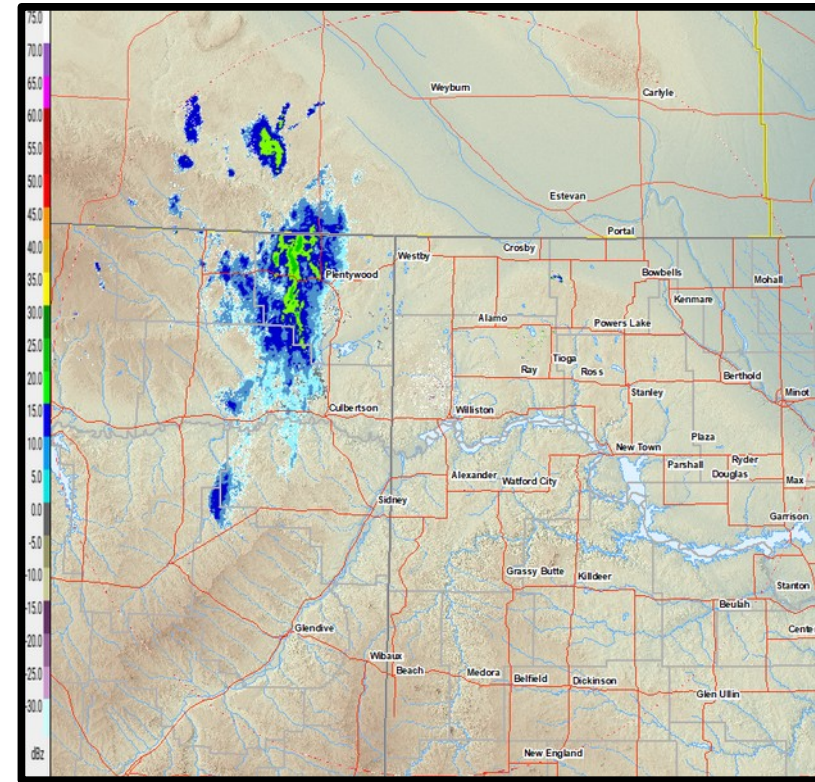 75.0
70.0
65.0
60.0
55.0
50.0
45.0
40.0
35.0
30.0
25.0
20.0
15.0
10.0
5.0
0.0
-5.0
-10.0
-15.0
-20.0
-25.0
-30.0
dBz
Weyburn
Carlyle
Estevan
Portal
Crosby
Westby
Plentywood
Bowbells
Mohall
Kenmare
Alamo
Powers Lake
Tioga
Ray
Ross
Berthold
Stanley
Minot
Culbertson
Williston
New Town
Plaza
Ryder
Parshall
Douglas
Max
Alexander
Watford City
Sidney
Garrison
Grassy Butte
Killdeer
Stanton
Beulah
Glendive
Cente
Wibaux
Beach
Medora
Belfield
Dickinson
Glen Ullin
New England